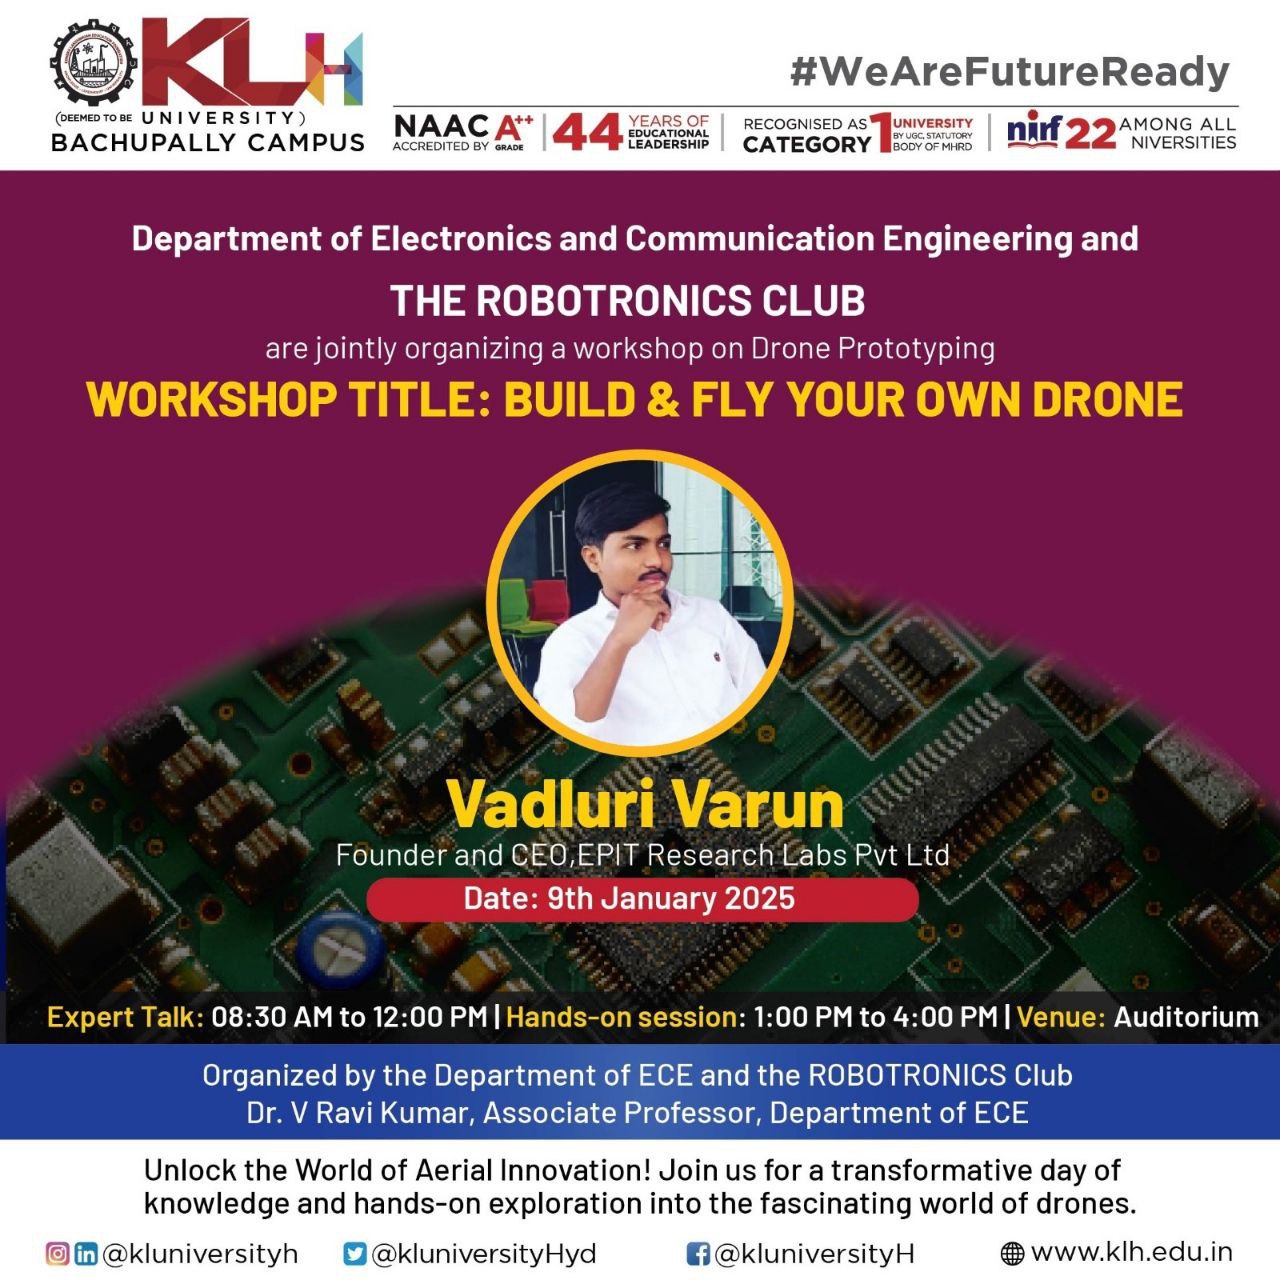 KLH
(DEEMED TO BE UNIVERSITY)
BACHUPALLY CAMPUS
#WeAreFutureReady
NAAC A++
ACCREDITED BY GRADE
44 YEARS OF EDUCATIONAL LEADERSHIP
RECOGNISED AS CATEGORY 1 UNIVERSITY BY UGC, STATUTORY BODY OF MHRD
nirf 22 AMONG ALL NIVERSITIES
Department of Electronics and Communication Engineering and
THE ROBOTRONICS CLUB
are jointly organizing a workshop on Drone Prototyping
WORKSHOP TITLE: BUILD & FLY YOUR OWN DRONE
Vadluri Varun
Founder and CEO,EPIT Research Labs Pvt Ltd
Date: 9th January 2025
Expert Talk: 08:30 AM to 12:00 PM | Hands-on session: 1:00 PM to 4:00 PM | Venue: Auditorium
Organized by the Department of ECE and the ROBOTRONICS Club
Dr. V Ravi Kumar, Associate Professor, Department of ECE
Unlock the World of Aerial Innovation! Join us for a transformative day of
knowledge and hands-on exploration into the fascinating world of drones.
@kluniversityh @kluniversityHyd @kluniversityH www.klh.edu.in